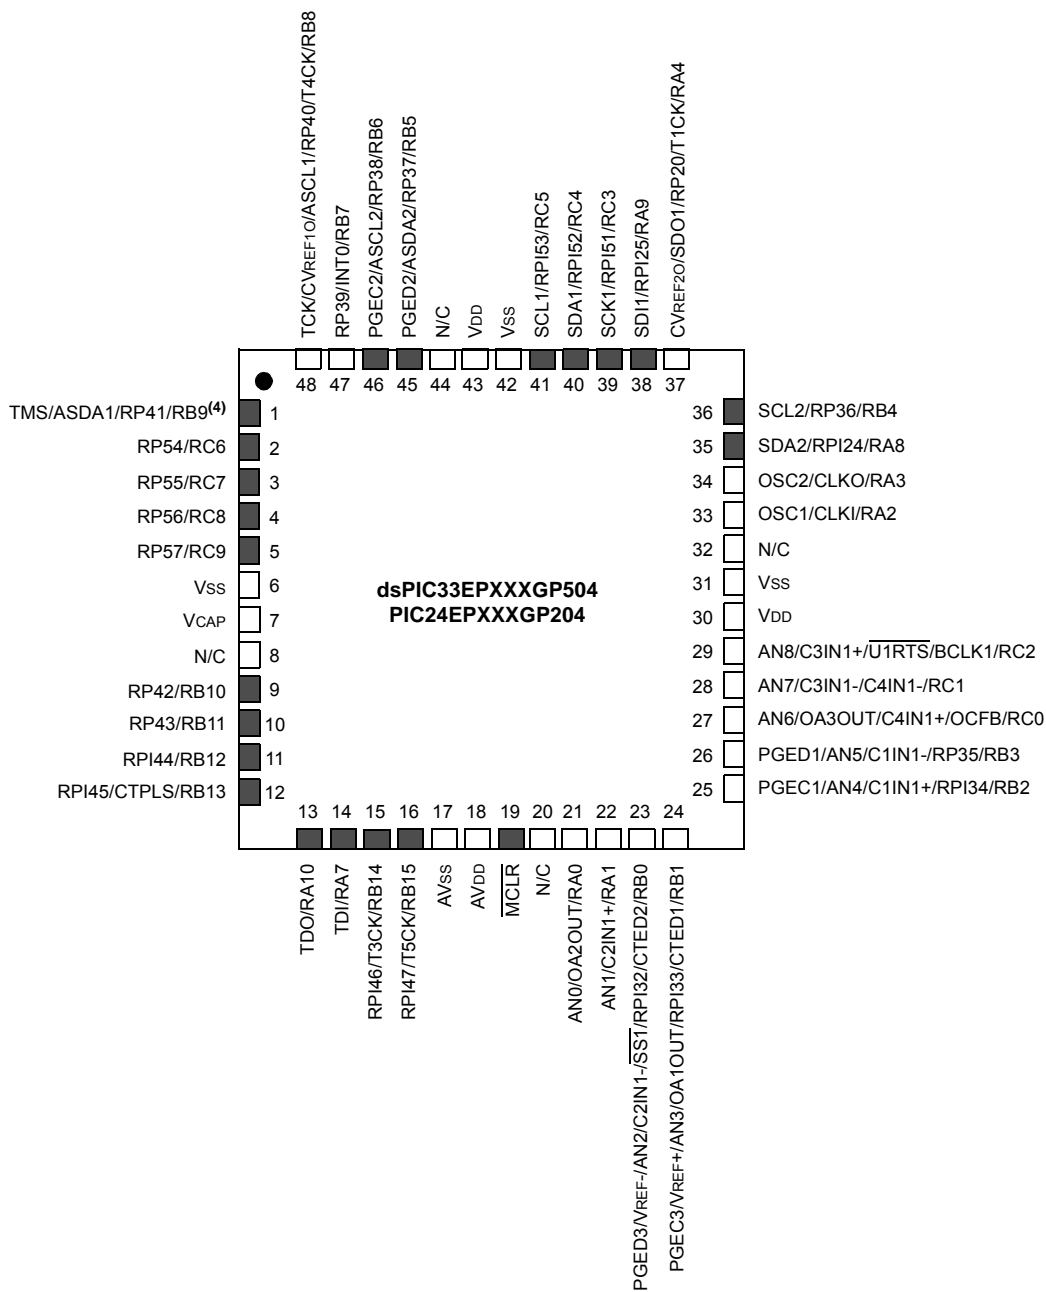 TCK/CVREF1O/ASCL1/RP40/T4CK/RB8
RP39/INT0/RB7
PGEC2/ASCL2/RP38/RB6
PGED2/ASDA2/RP37/RB5
N/C
VDD
VSS
SCL1/RPI53/RC5
SDA1/RPI52/RC4
SCK1/RPI51/RC3
SDI1/RPI25/RA9
CVREF2O/SDO1/RP20/T1CK/RA4
48 47 46 45 44 43 42 41 40 39 38 37
TMS/ASDA1/RP41/RB9(4) 1
RP54/RC6 2
RP55/RC7 3
RP56/RC8 4
RP57/RC9 5
VSS 6
VCAP 7
N/C 8
RP42/RB10 9
RP43/RB11 10
RPI44/RB12 11
RPI45/CTPLS/RB13 12
dsPIC33EPXXXGP504
PIC24EPXXXGP204
36 SCL2/RP36/RB4
35 SDA2/RPI24/RA8
34 OSC2/CLKO/RA3
33 OSC1/CLKI/RA2
32 N/C
31 VSS
30 VDD
29 AN8/C3IN1+/U1RTS/BCLK1/RC2
28 AN7/C3IN1-/C4IN1-/RC1
27 AN6/OA3OUT/C4IN1+/OCFB/RC0
26 PGED1/AN5/C1IN1-/RP35/RB3
25 PGEC1/AN4/C1IN1+/RPI34/RB2
13 14 15 16 17 18 19 20 21 22 23 24
TDO/RA10
TDI/RA7
RPI46/T3CK/RB14
RPI47/T5CK/RB15
AVSS
AVDD
MCLR
N/C
AN0/OA2OUT/RA0
AN1/C2IN1+/RA1
PGED3/VREF-/AN2/C2IN1-/SS1/RPI32/CTED2/RB0
PGEC3/VREF+/AN3/OA1OUT/RPI33/CTED1/RB1